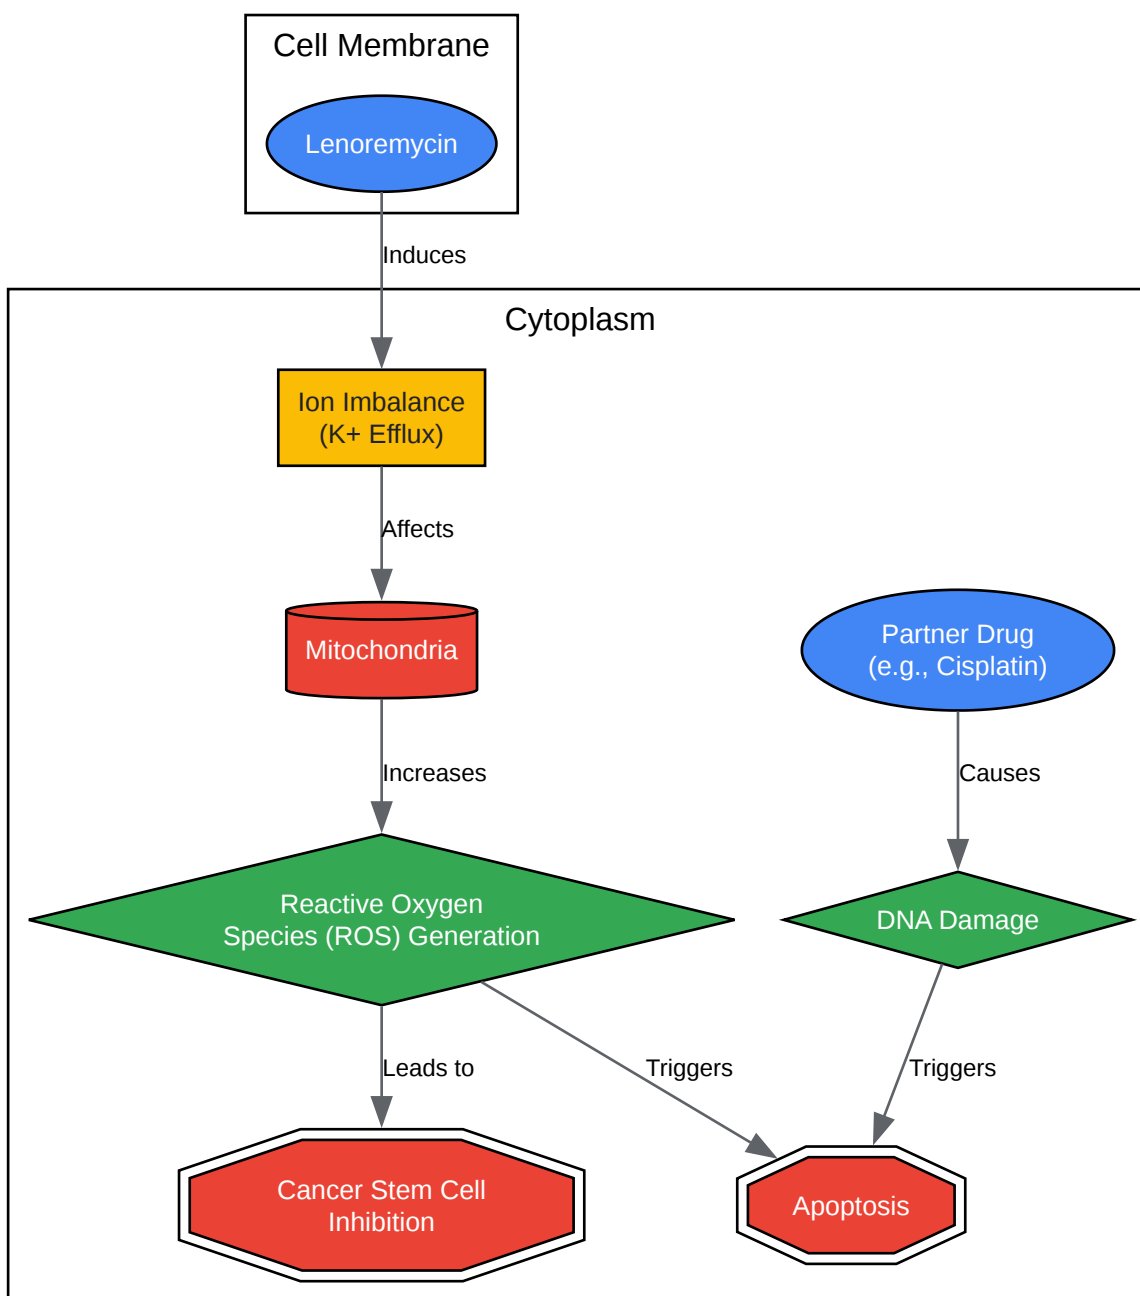 Cell Membrane
Lenoremycin
Induces
Cytoplasm
Ion Imbalance
(K+ Efflux)
Affects
Mitochondria
Partner Drug
(e.g., Cisplatin)
Increases
Causes
Reactive Oxygen
Species (ROS) Generation
DNA Damage
Leads to
Triggers
Triggers
Cancer Stem Cell
Inhibition
Apoptosis